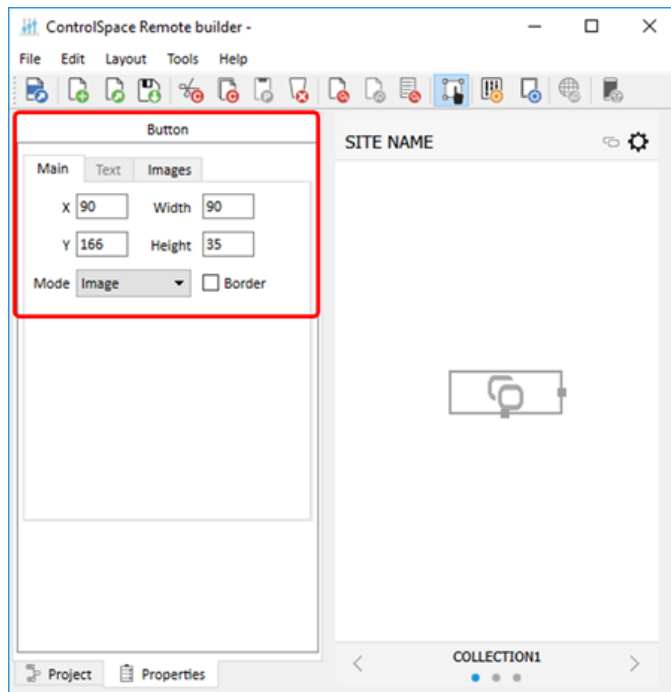 ControlSpace Remote builder -
File Edit Layout Tools Help
Button
Main Text Images
X 90 Width 90
Y 166 Height 35
Mode Image Border
SITE NAME
COLLECTION1
Project Properties